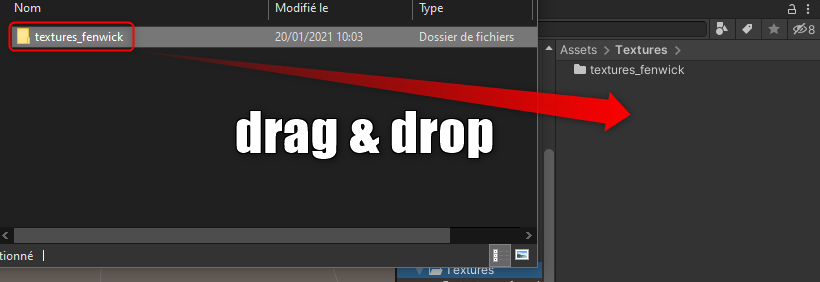 Nom Modifié le Type
textures_fenwick 20/01/2021 10:03 Dossier de fichiers
8
Assets > Textures >
textures_fenwick
drag & drop
tionné
Textures